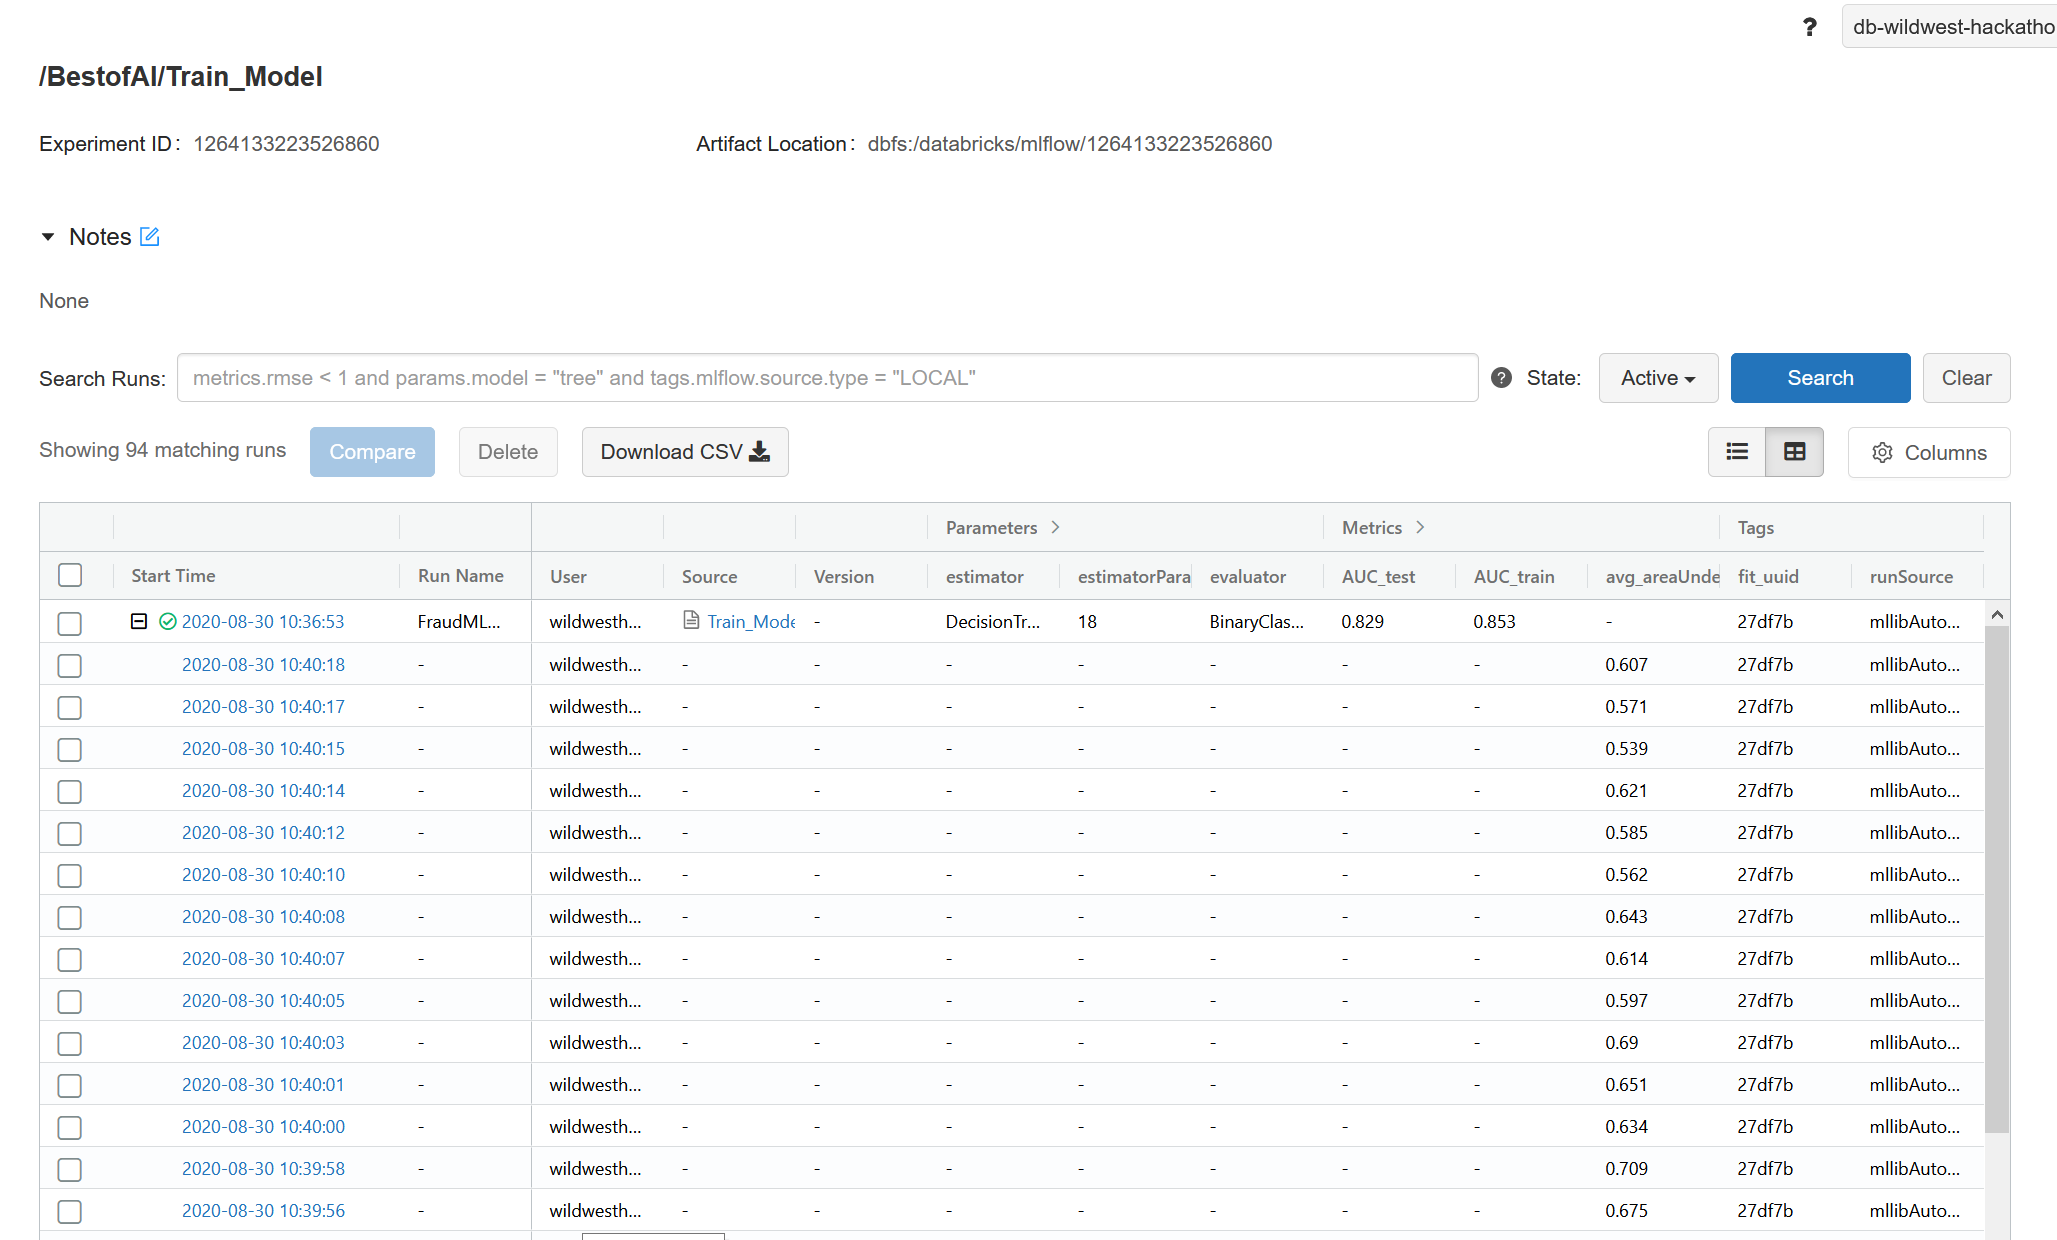 ? db-wildwest-hackatho
/BestofAI/Train_Model
Experiment ID: 1264133223526860 Artifact Location: dbfs:/databricks/mlflow/1264133223526860
Notes
None
Search Runs: metrics.rmse < 1 and params.model = "tree" and tags.mlflow.source.type = "LOCAL" ? State: Active Search Clear
Showing 94 matching runs Compare Delete Download CSV Columns
Parameters > Metrics > Tags
Start Time Run Name User Source Version estimator estimatorPara evaluator AUC_test AUC_train avg_areaUnde fit_uuid runSource
2020-08-30 10:36:53 FraudML... wildwesth... Train_Mode - DecisionTr... 18 BinaryClas... 0.829 0.853 - 27df7b mllibAuto...
2020-08-30 10:40:18 - wildwesth... - - - - - - - 0.607 27df7b mllibAuto...
2020-08-30 10:40:17 - wildwesth... - - - - - - - 0.571 27df7b mllibAuto...
2020-08-30 10:40:15 - wildwesth... - - - - - - - 0.539 27df7b mllibAuto...
2020-08-30 10:40:14 - wildwesth... - - - - - - - 0.621 27df7b mllibAuto...
2020-08-30 10:40:12 - wildwesth... - - - - - - - 0.585 27df7b mllibAuto...
2020-08-30 10:40:10 - wildwesth... - - - - - - - 0.562 27df7b mllibAuto...
2020-08-30 10:40:08 - wildwesth... - - - - - - - 0.643 27df7b mllibAuto...
2020-08-30 10:40:07 - wildwesth... - - - - - - - 0.614 27df7b mllibAuto...
2020-08-30 10:40:05 - wildwesth... - - - - - - - 0.597 27df7b mllibAuto...
2020-08-30 10:40:03 - wildwesth... - - - - - - - 0.69 27df7b mllibAuto...
2020-08-30 10:40:01 - wildwesth... - - - - - - - 0.651 27df7b mllibAuto...
2020-08-30 10:40:00 - wildwesth... - - - - - - - 0.634 27df7b mllibAuto...
2020-08-30 10:39:58 - wildwesth... - - - - - - - 0.709 27df7b mllibAuto...
2020-08-30 10:39:56 - wildwesth... - - - - - - - 0.675 27df7b mllibAuto...